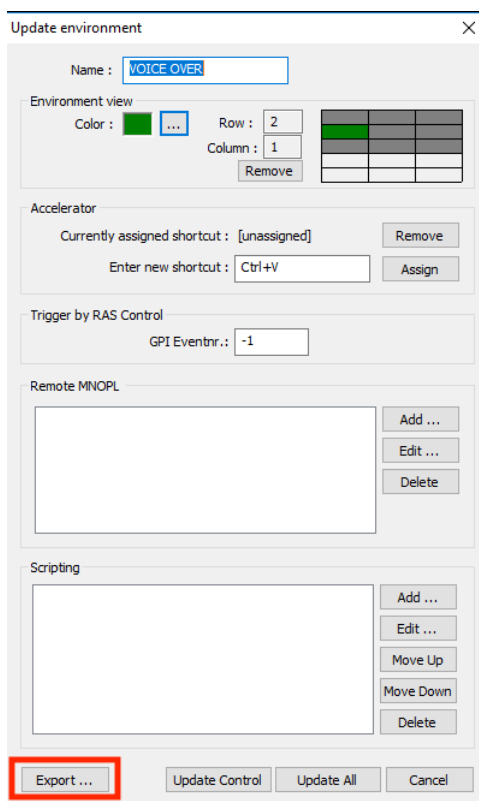 Update environment
Name : VOICE OVER
Environment view
Color : ... Row : 2
Column : 1
Remove
Accelerator
Currently assigned shortcut : [unassigned] Remove
Enter new shortcut : Ctrl+V Assign
Trigger by RAS Control
GPI Eventnr.: -1
Remote MNOPL
Add ...
Edit ...
Delete
Scripting
Add ...
Edit ...
Move Up
Move Down
Delete
Export ... Update Control Update All Cancel